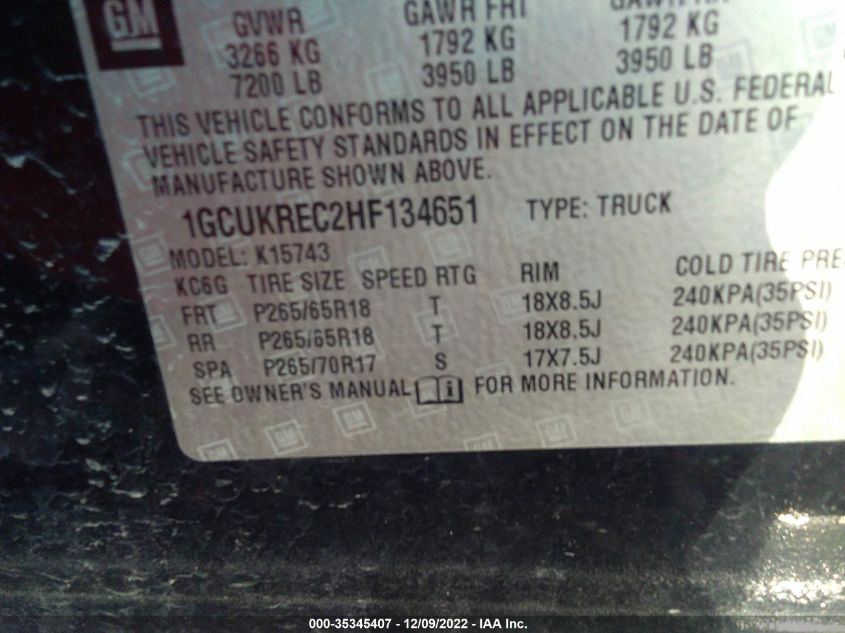 GM
GVWR GAWR FRT
3266 KG 1792 KG 1792 KG
7200 LB 3950 LB 3950 LB
THIS VEHICLE CONFORMS TO ALL APPLICABLE U.S. FEDERAL
VEHICLE SAFETY STANDARDS IN EFFECT ON THE DATE OF
MANUFACTURE SHOWN ABOVE.
1GCUKREC2HF134651 TYPE: TRUCK
MODEL: K15743
KC6G TIRE SIZE SPEED RTG RIM COLD TIRE PRE
FRT P265/65R18 T 18X8.5J 240KPA(35PSI)
RR P265/65R18 T 18X8.5J 240KPA(35PSI)
SPA P265/70R17 S 17X7.5J 240KPA(35PSI)
SEE OWNER'S MANUAL i FOR MORE INFORMATION.
000-35345407 - 12/09/2022 - IAA Inc.